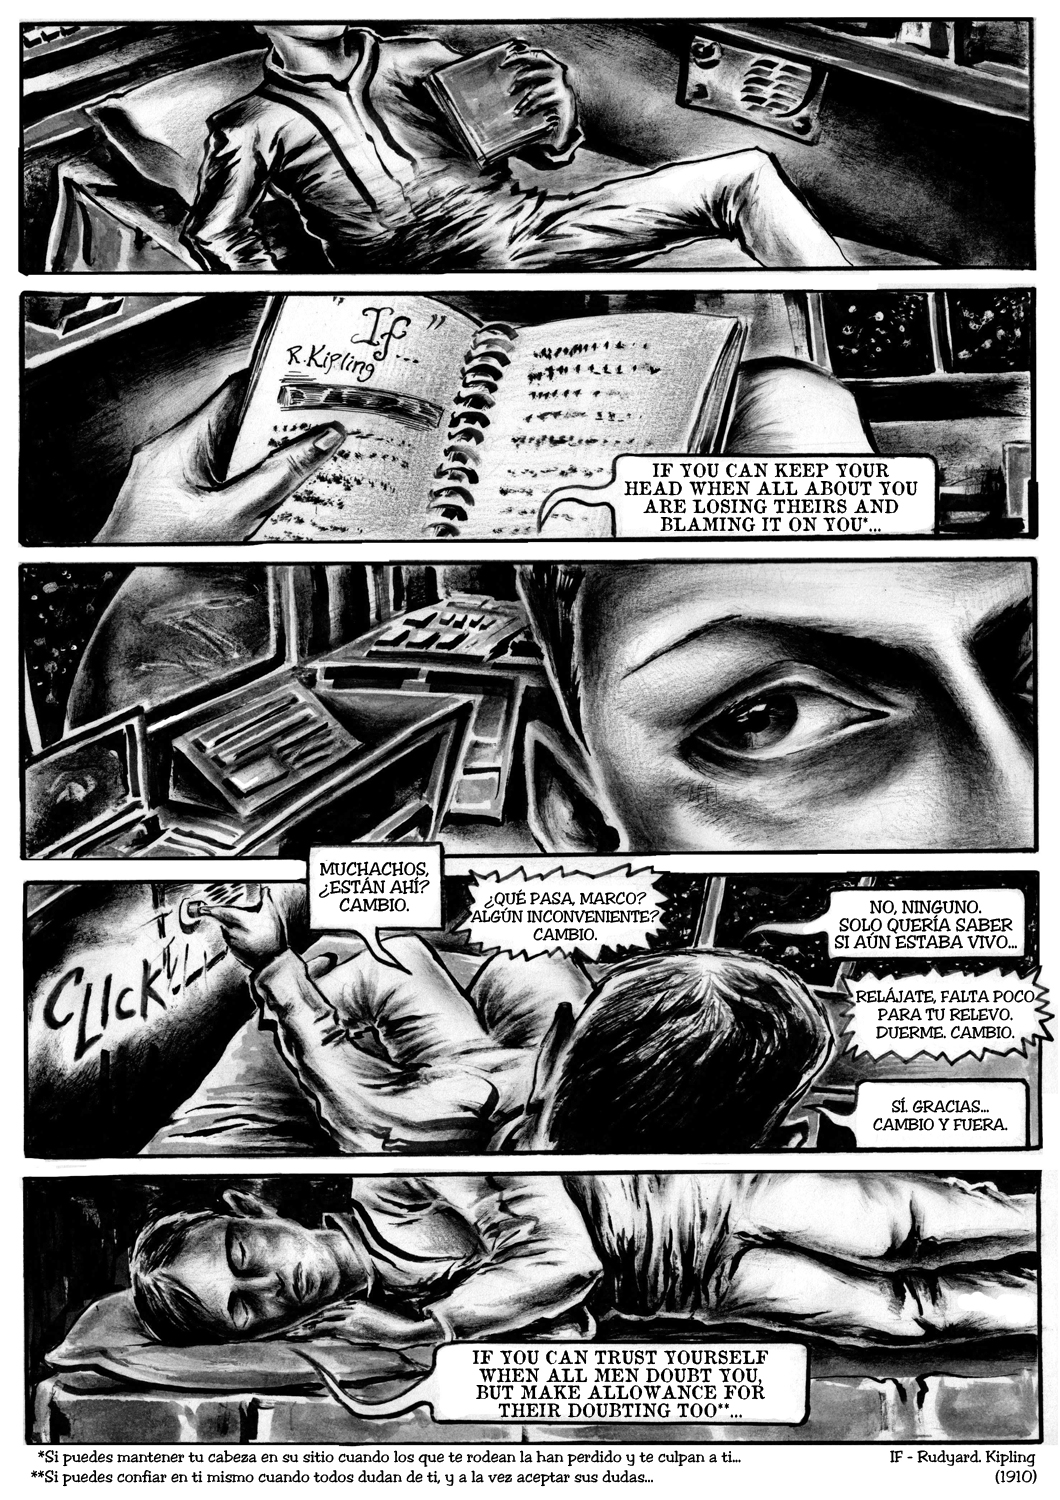 If"...
R. Kipling
IF YOU CAN KEEP YOUR
HEAD WHEN ALL ABOUT YOU
ARE LOSING THEIRS AND
BLAMING IT ON YOU*...
MUCHACHOS,
¿ESTÁN AHÍ?
CAMBIO.
¿QUÉ PASA, MARCO?
ALGÚN INCONVENIENTE?
CAMBIO.
NO, NINGUNO.
SOLO QUERÍA SABER
SI AÚN ESTABA VIVO...
CLICK!
RELÁJATE, FALTA POCO
PARA TU RELEVO.
DUERME. CAMBIO.
SÍ. GRACIAS...
CAMBIO Y FUERA.
IF YOU CAN TRUST YOURSELF
WHEN ALL MEN DOUBT YOU,
BUT MAKE ALLOWANCE FOR
THEIR DOUBTING TOO**...
*Si puedes mantener tu cabeza en su sitio cuando los que te rodean la han perdido y te culpan a ti...
**Si puedes confiar en ti mismo cuando todos dudan de ti, y a la vez aceptar sus dudas...
IF - Rudyard. Kipling
(1910)